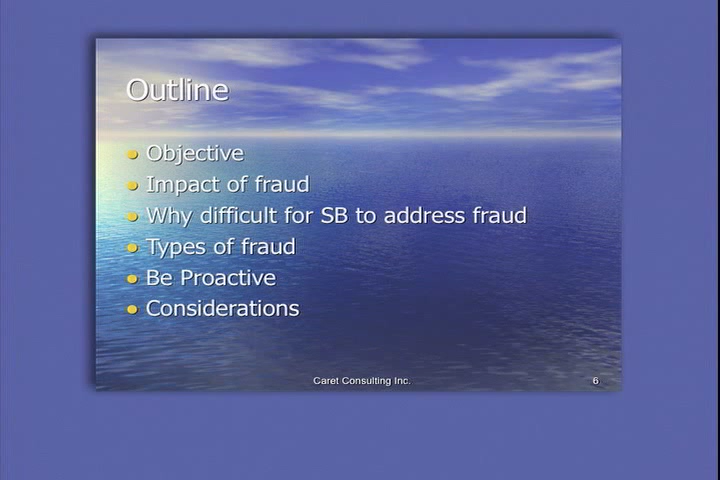 Outline
Objective
Impact of fraud
Why difficult for SB to address fraud
Types of fraud
Be Proactive
Considerations
Caret Consulting Inc.
6